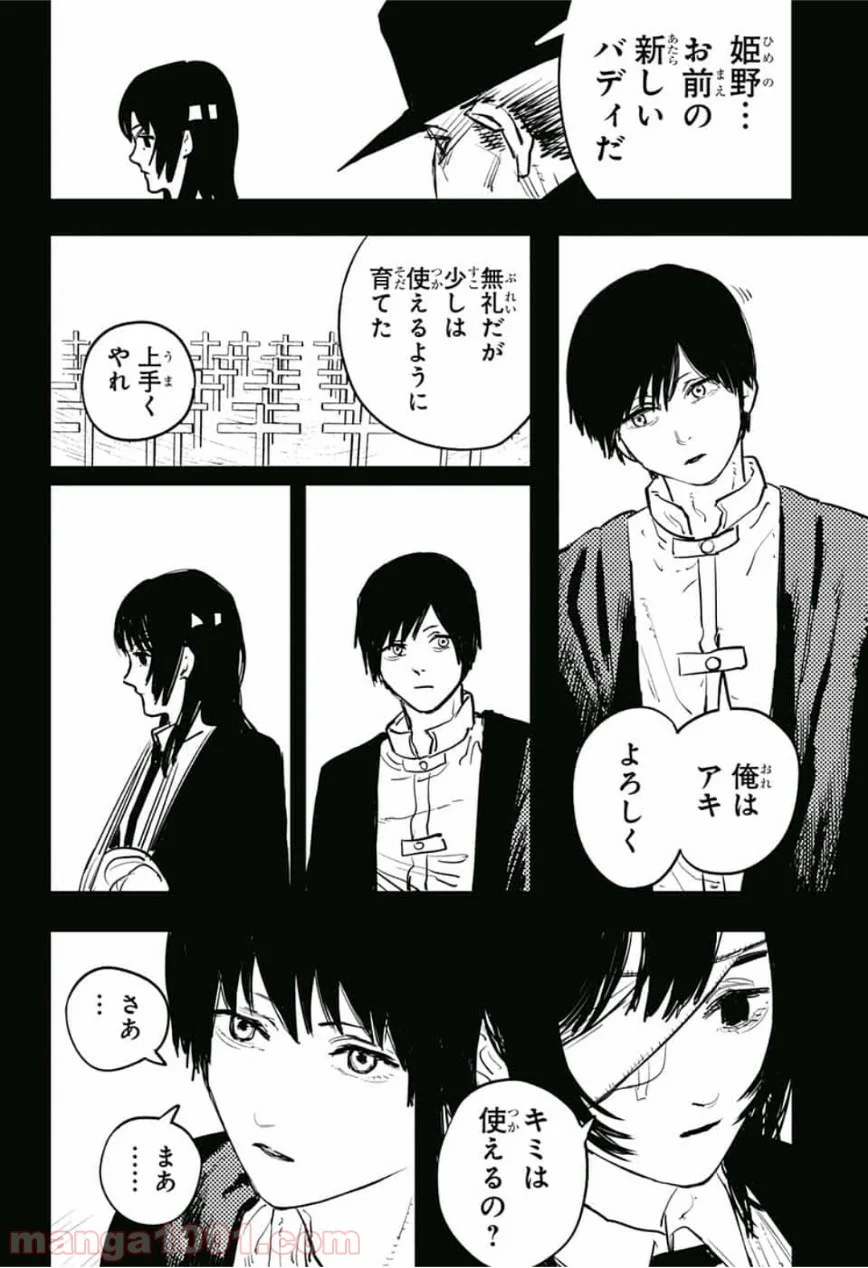 姫野…
お前の
新しい
バディだ
無礼だが
少しは
使えるように
育てた
上手く
やれ
俺は
アキ
よろしく
キミは
使えるの?
さあ
…
まあ
……
manga1001.com